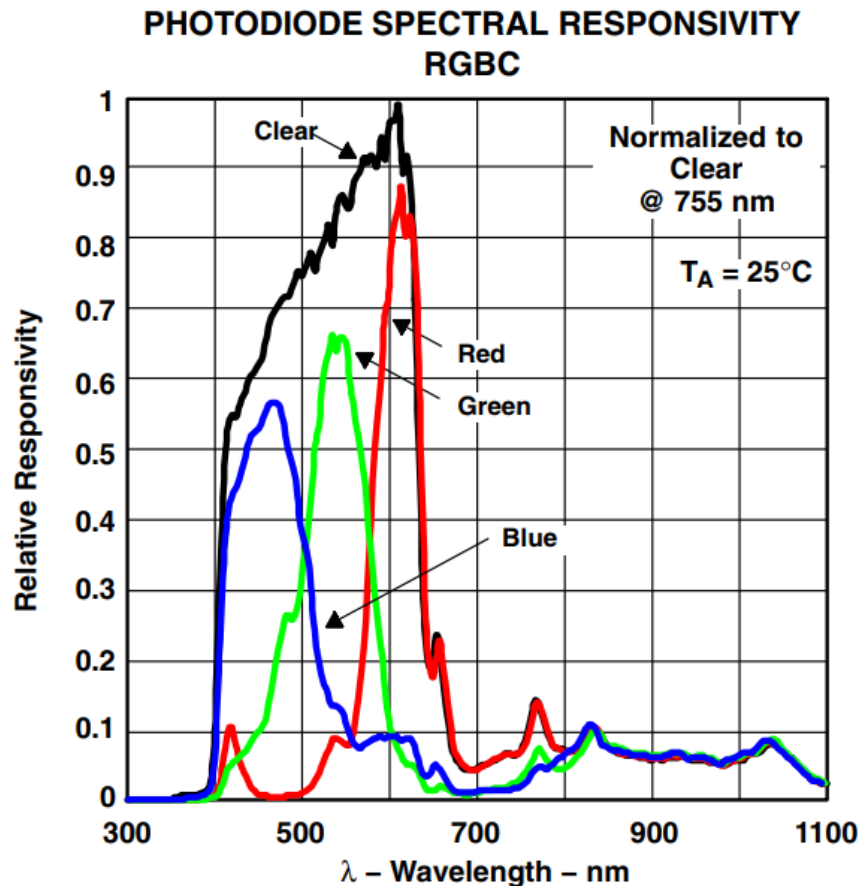 PHOTODIODE SPECTRAL RESPONSIVITY
RGBC
1
Clear
Normalized to
Clear
@ 755 nm
0.9
0.8
TA = 25°C
0.7
Red
0.6
Green
0.5
0.4
Blue
0.3
0.2
0.1
0
Relative Responsivity
300 500 700 900 1100
λ – Wavelength – nm